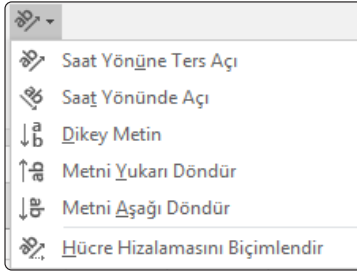 Saat Yönüne Ters Açı
Saat Yönünde Açı
Dikey Metin
Metni Yukarı Döndür
Metni Aşağı Döndür
Hücre Hizalamasını Biçimlendir